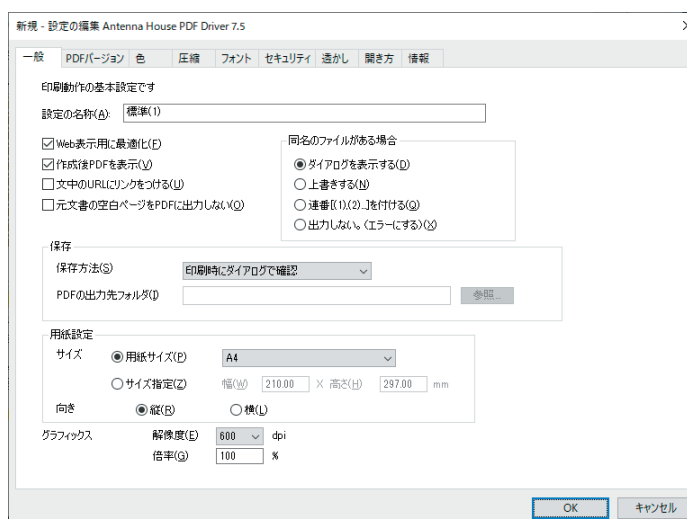 新規 - 設定の編集 Antenna House PDF Driver 7.5
一般 PDFバージョン 色 圧縮 フォント セキュリティ 透かし 開き方 情報
印刷動作の基本設定です
設定の名称(A): 標準(1)
Web表示用に最適化(F)
作成後PDFを表示(V)
文中のURLにリンクをつける(U)
元文書の空白ページをPDFに出力しない(O)
同名のファイルがある場合
ダイアログを表示する(D)
上書きする(N)
連番[(1),(2)...]を付ける(Q)
出力しない。(エラーにする)(X)
保存
保存方法(S) 印刷時にダイアログで確認
PDFの出力先フォルダ(I) 参照...
用紙設定
サイズ 用紙サイズ(P) A4
サイズ指定(Z) 幅(W) 210.00 X 高さ(H) 297.00 mm
向き 縦(R) 横(L)
グラフィックス 解像度(E) 600 dpi
倍率(G) 100 %
OK キャンセル